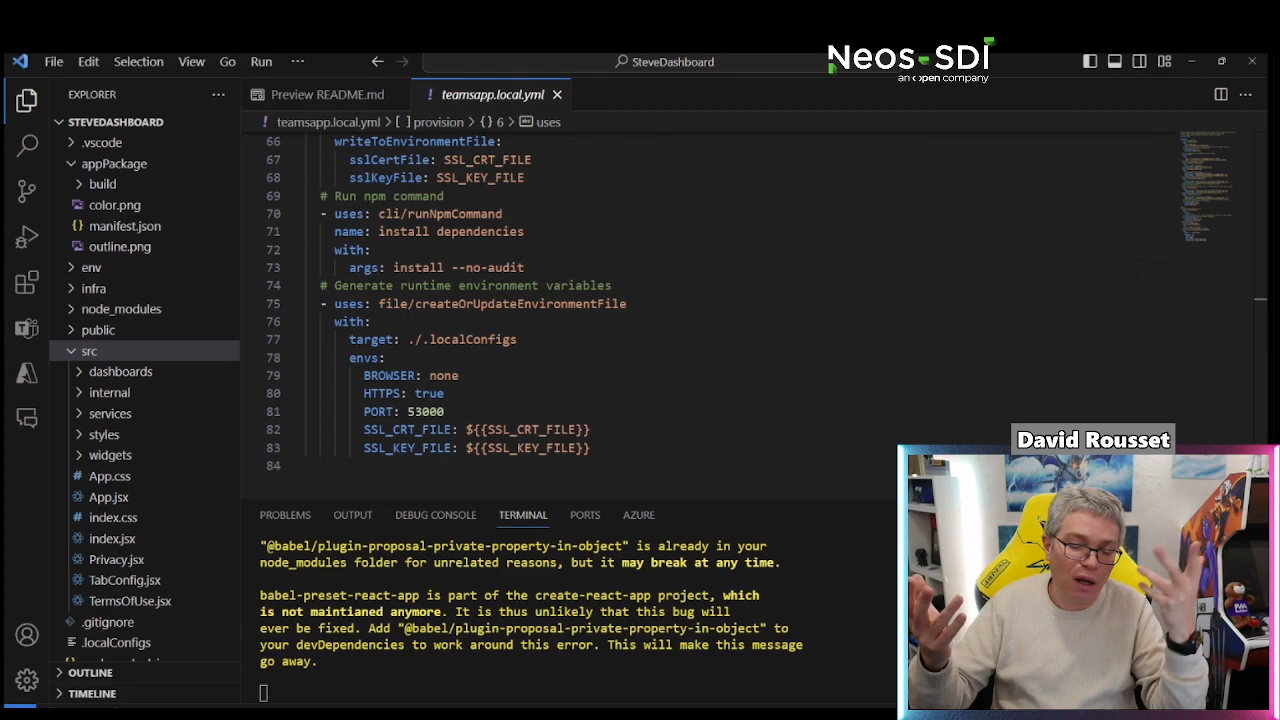 Neos-SDI
an open company
File Edit Selection View Go Run ··· SteveDashboard
EXPLORER ···
Preview README.md
! teamsapp.local.yml
STEVEDASHBOARD
! teamsapp.local.yml > [ ] provision > {} 6 > abc uses
.vscode
appPackage
build
color.png
{} manifest.json
outline.png
env
infra
node_modules
public
src
dashboards
internal
services
styles
widgets
# App.css
App.jsx
# index.css
index.jsx
Privacy.jsx
TabConfig.jsx
TermsOfUse.jsx
.gitignore
.localConfigs
OUTLINE
TIMELINE
66 writeToEnvironmentFile:
67 sslCertFile: SSL_CRT_FILE
68 sslKeyFile: SSL_KEY_FILE
69 # Run npm command
70 - uses: cli/runNpmCommand
71 name: install dependencies
72 with:
73 args: install --no-audit
74 # Generate runtime environment variables
75 - uses: file/createOrUpdateEnvironmentFile
76 with:
77 target: ./.localConfigs
78 envs:
79 BROWSER: none
80 HTTPS: true
81 PORT: 53000
82 SSL_CRT_FILE: ${{SSL_CRT_FILE}}
83 SSL_KEY_FILE: ${{SSL_KEY_FILE}}
84
PROBLEMS OUTPUT DEBUG CONSOLE TERMINAL PORTS AZURE
"@babel/plugin-proposal-private-property-in-object" is already in your
node_modules folder for unrelated reasons, but it may break at any time.
babel-preset-react-app is part of the create-react-app project, which
is not maintianed anymore. It is thus unlikely that this bug will
ever be fixed. Add "@babel/plugin-proposal-private-property-in-object" to
your devDependencies to work around this error. This will make this message
go away.
David Rousset